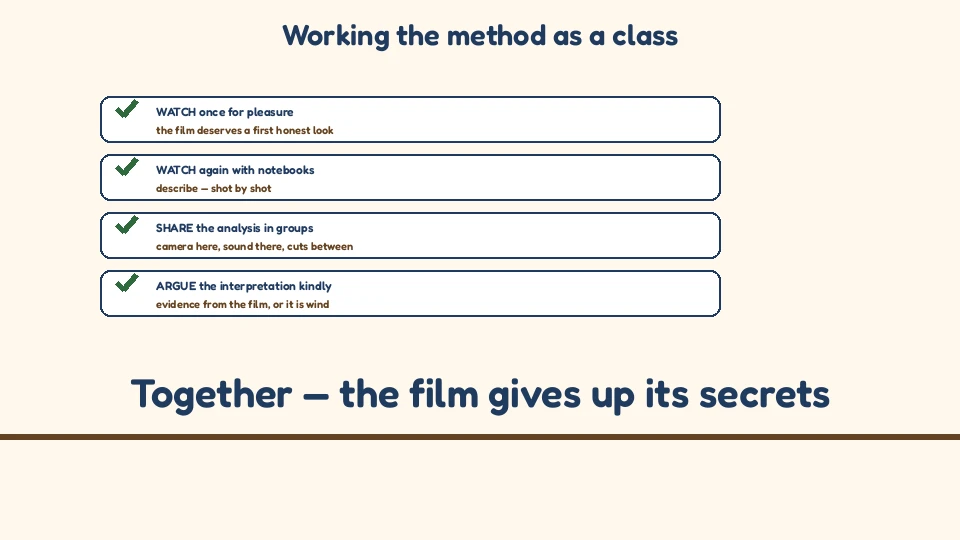 Working the method as a class
WATCH once for pleasure
the film deserves a first honest look
WATCH again with notebooks
describe — shot by shot
SHARE the analysis in groups
camera here, sound there, cuts between
ARGUE the interpretation kindly
evidence from the film, or it is wind
Together — the film gives up its secrets